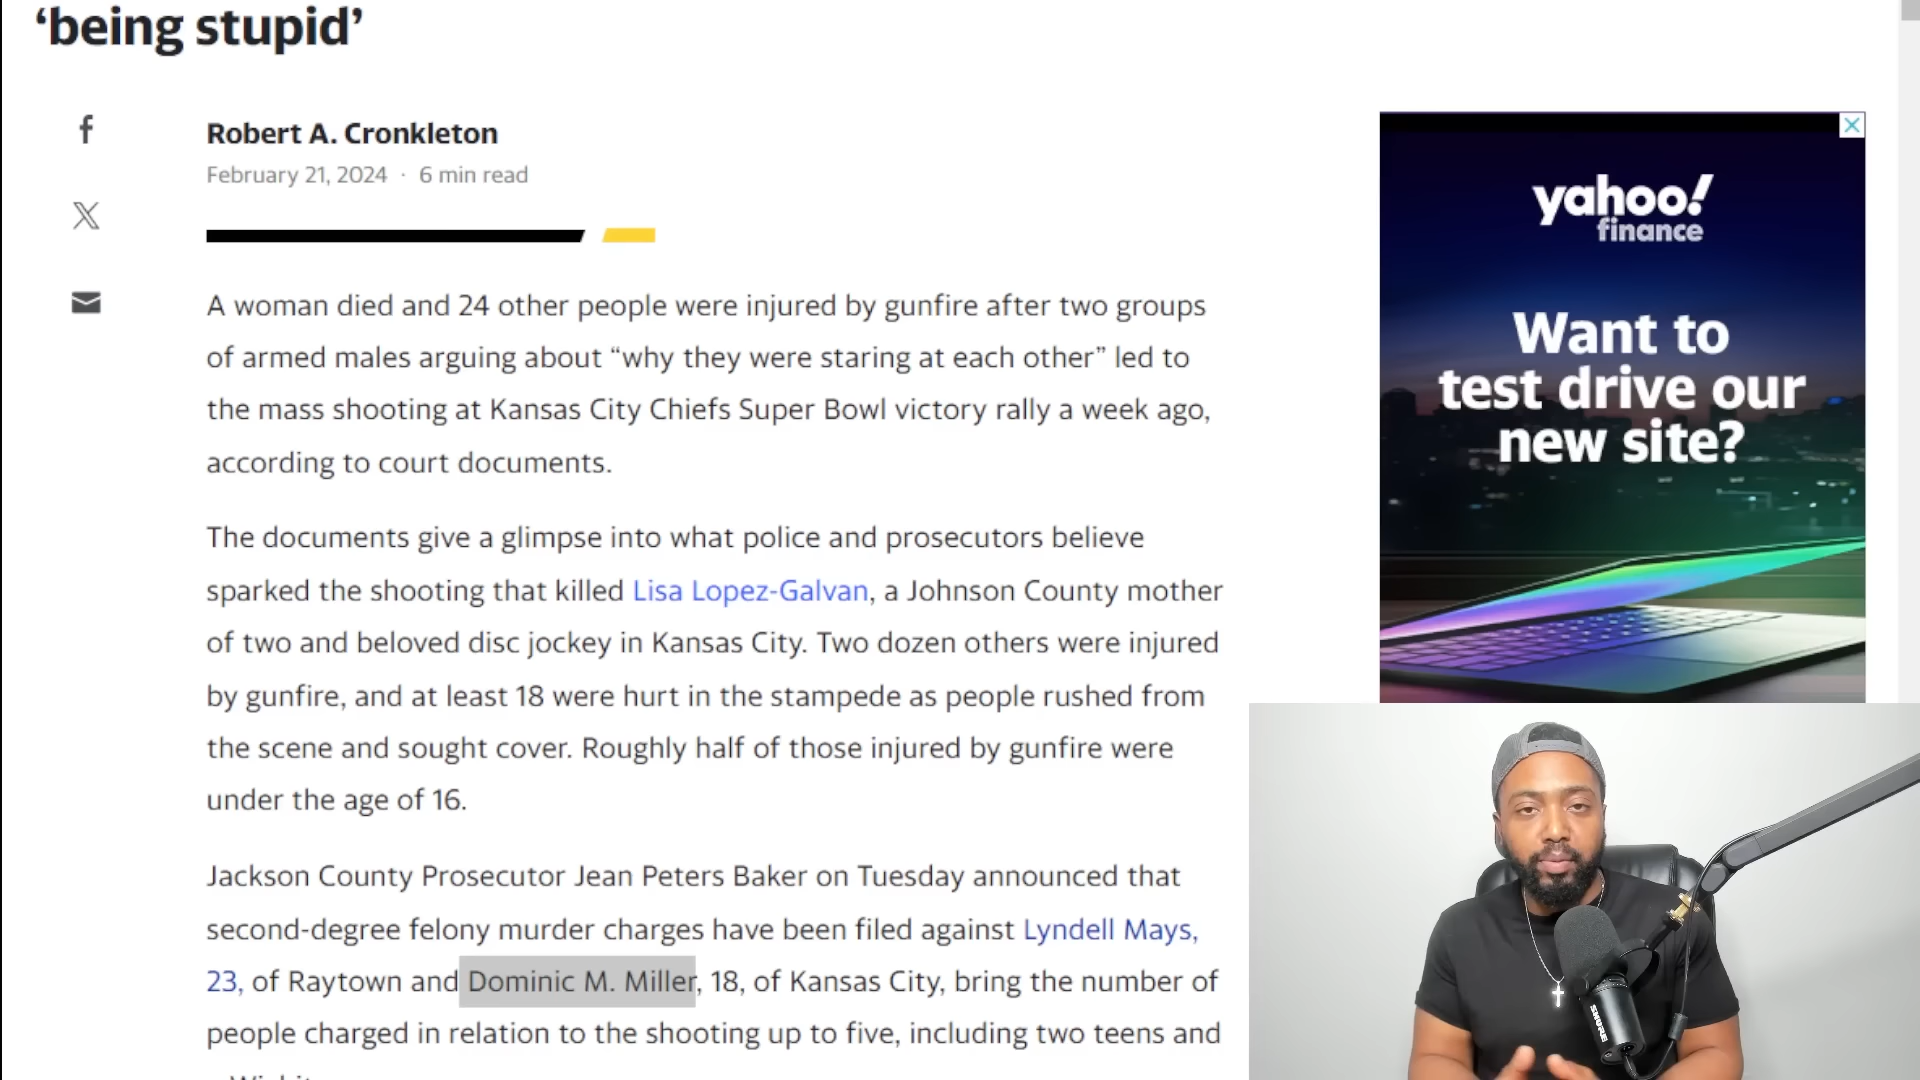 ‘being stupid’
Robert A. Cronkleton
February 21, 2024 · 6 min read
A woman died and 24 other people were injured by gunfire after two groups
of armed males arguing about “why they were staring at each other” led to
the mass shooting at Kansas City Chiefs Super Bowl victory rally a week ago,
according to court documents.
The documents give a glimpse into what police and prosecutors believe
sparked the shooting that killed Lisa Lopez-Galvan, a Johnson County mother
of two and beloved disc jockey in Kansas City. Two dozen others were injured
by gunfire, and at least 18 were hurt in the stampede as people rushed from
the scene and sought cover. Roughly half of those injured by gunfire were
under the age of 16.
Jackson County Prosecutor Jean Peters Baker on Tuesday announced that
second-degree felony murder charges have been filed against Lyndell Mays,
23, of Raytown and Dominic M. Miller, 18, of Kansas City, bring the number of
people charged in relation to the shooting up to five, including two teens and
yahoo!
finance
Want to
test drive our
new site?
SHURE